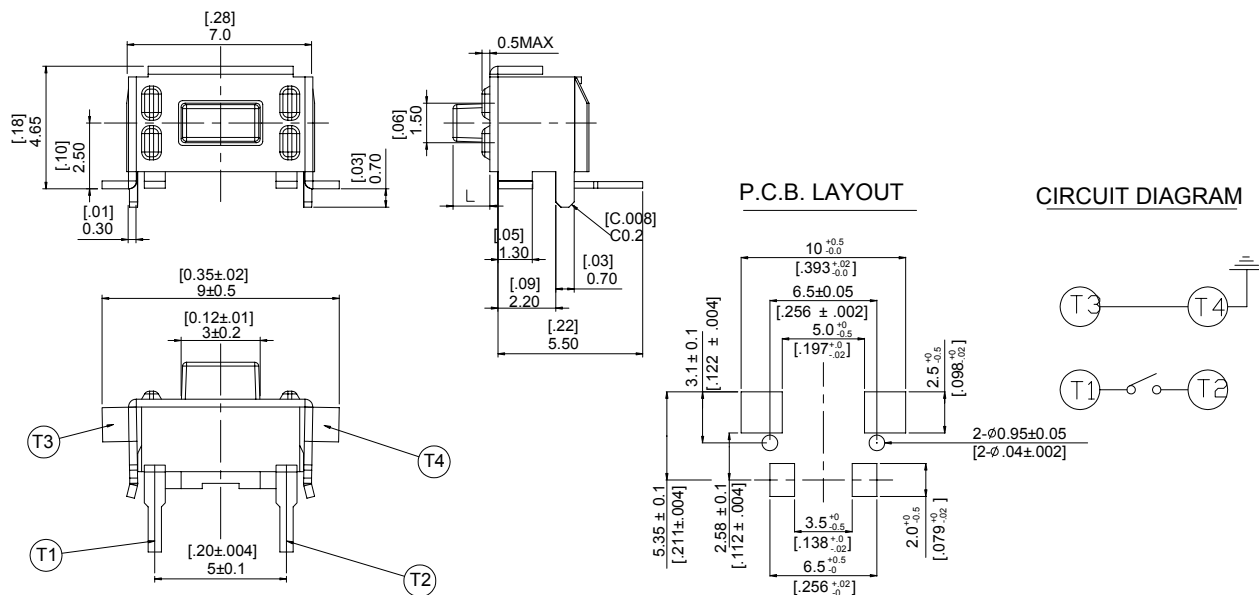 [.28]
7.0
[.18]
4.65
[.10]
2.50
[.03]
0.70
[.01]
0.30
0.5MAX
[.06]
1.50
L
[C.008]
C0.2
[.05]
1.30
[.03]
0.70
[.09]
2.20
[.22]
5.50
[0.35±.02]
9±0.5
[0.12±.01]
3±0.2
T3
T4
T1
T2
[.20±.004]
5±0.1
P.C.B. LAYOUT
10 +0.5 -0.0
[.393 +.02 -0.0]
6.5±0.05
[.256 ± .002]
5.0 +0 -0.5
[.197 +.0 -.02]
3.1± 0.1
[.122 ± .004]
2.5 +0 -0.5
[.098 +0 -.02]
2-Ø0.95±0.05
[2-Ø .04±.002]
5.35 ± 0.1
[.211±.004]
2.58 ± 0.1
[.112± .004]
3.5 +0 -0.5
[.138 +.0 -.02]
6.5 +0.5 -0
[.256 +.02 -0]
2.0 +0 -0.5
[.079 +0 -.02]
CIRCUIT DIAGRAM
T3
T4
T1
T2